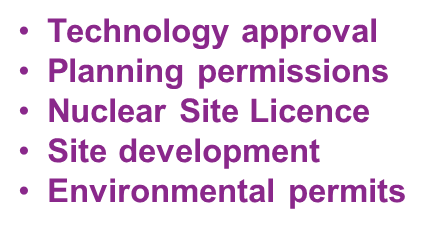 • Technology approval
• Planning permissions
• Nuclear Site Licence
• Site development
• Environmental permits